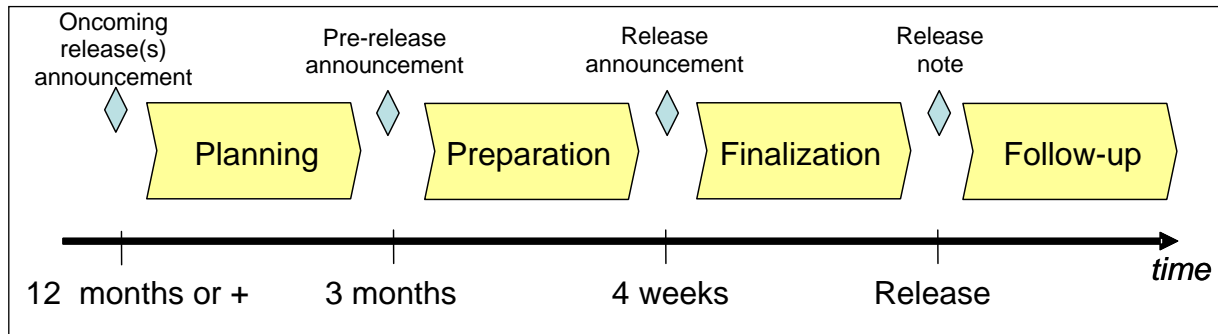 Oncoming
release(s)
announcement
Pre-release
announcement
Release
announcement
Release
note
Planning
Preparation
Finalization
Follow-up
time
12 months or +
3 months
4 weeks
Release